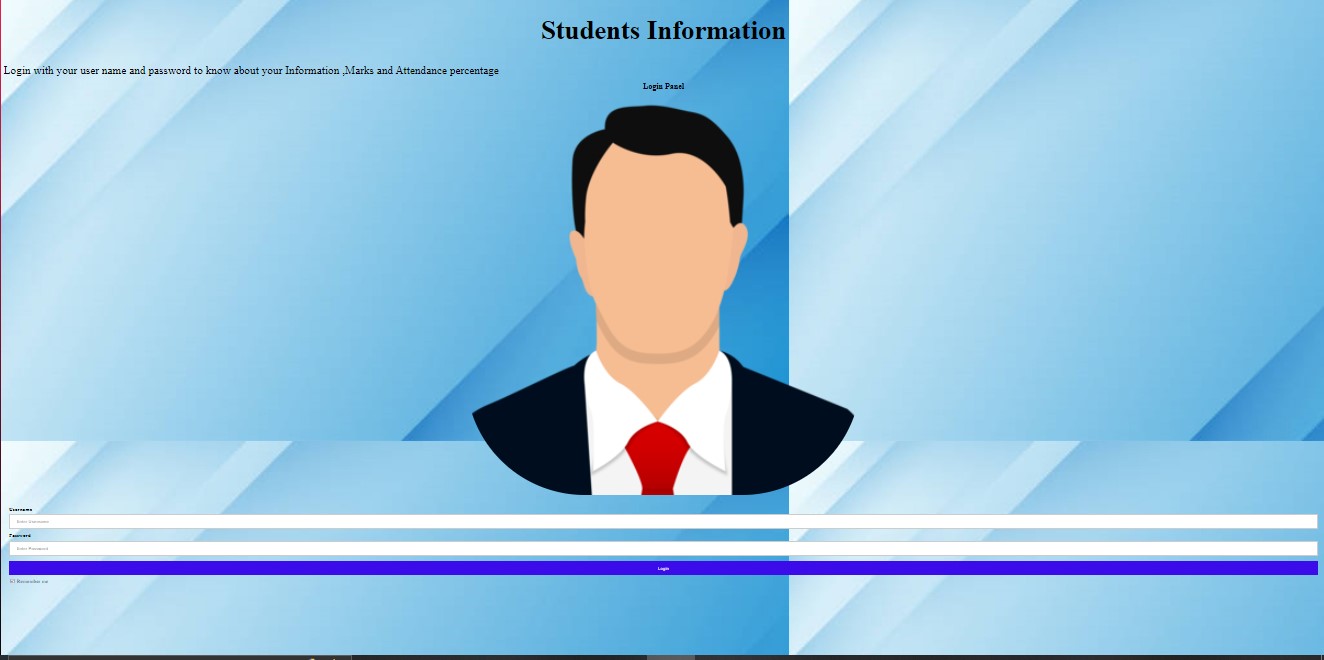 Students Information
Login with your user name and password to know about your Information ,Marks and Attendance percentage
Login Panel
Username
Enter Username
Password
Enter Password
Login
Remember me